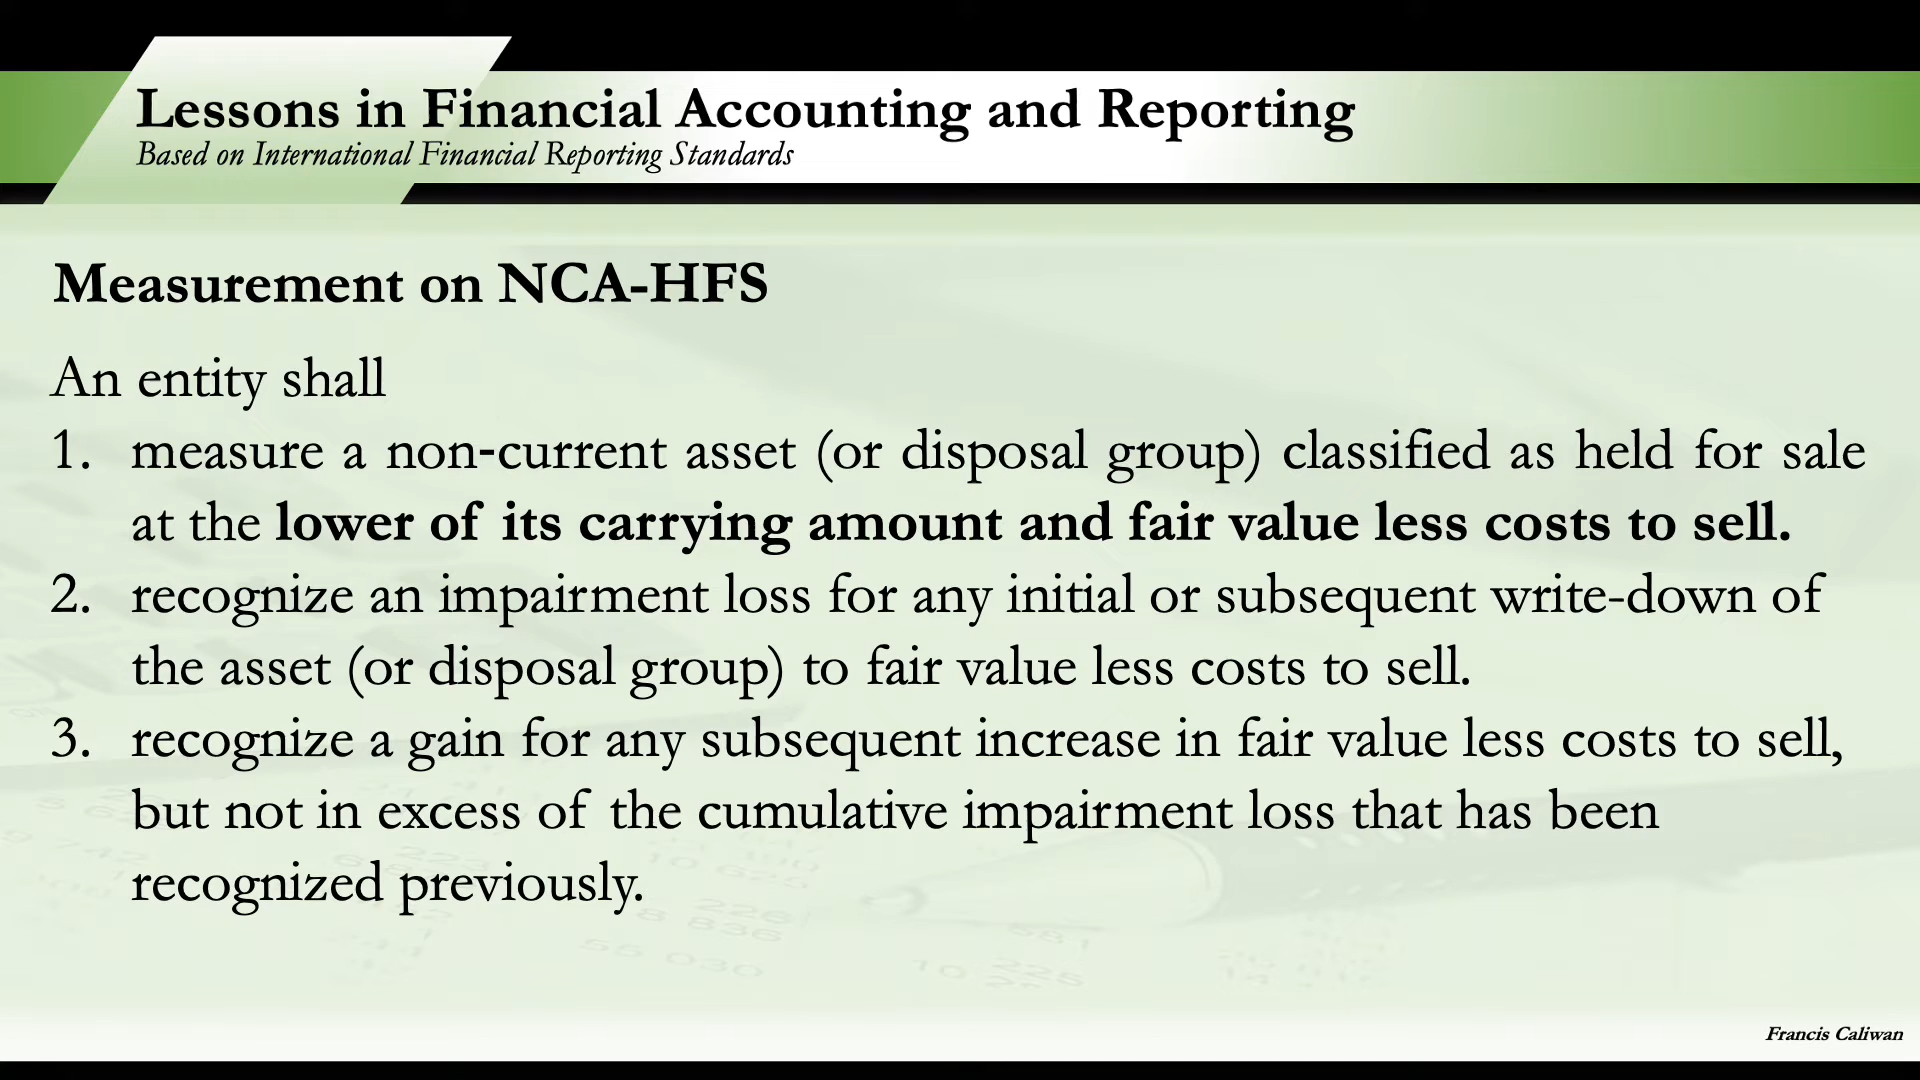 Lessons in Financial Accounting and Reporting
Based on International Financial Reporting Standards
Measurement on NCA-HFS
An entity shall
1. measure a non-current asset (or disposal group) classified as held for sale
at the lower of its carrying amount and fair value less costs to sell.
2. recognize an impairment loss for any initial or subsequent write-down of
the asset (or disposal group) to fair value less costs to sell.
3. recognize a gain for any subsequent increase in fair value less costs to sell,
but not in excess of the cumulative impairment loss that has been
recognized previously.
Francis Caliwan